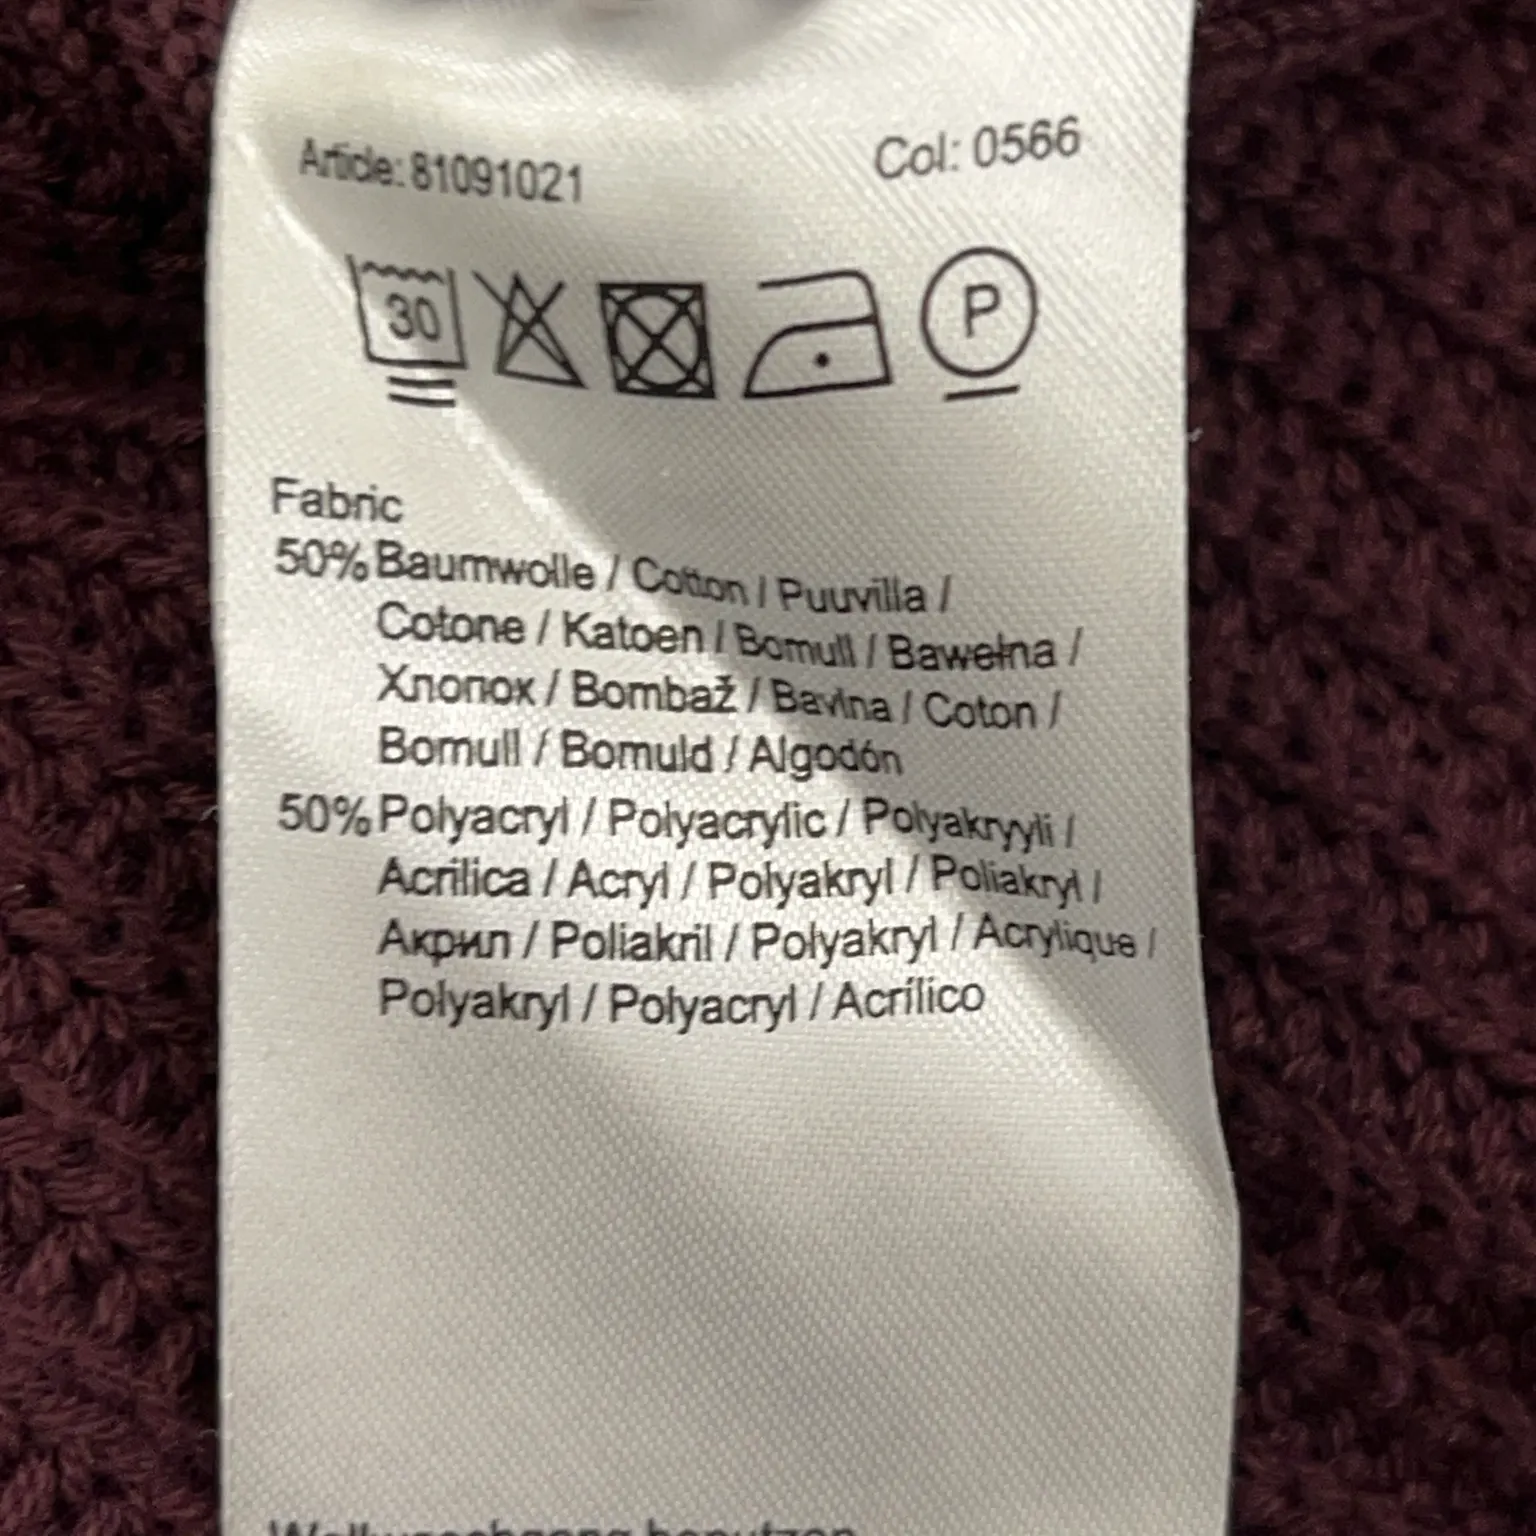 Article: 81091021 Col: 0566
30 P
Fabric
50% Baumwolle / Cotton / Puuvilla /
Cotone / Katoen / Bomull / Bawełna /
Хлопок / Bombaž / Bavlna / Coton /
Bomull / Bomuld / Algodón
50% Polyacryl / Polyacrylic / Polyakryyli /
Acrilica / Acryl / Polyakryl / Poliakryl /
Акрил / Poliakril / Polyakryl / Acrylique /
Polyakryl / Polyacryl / Acrílico